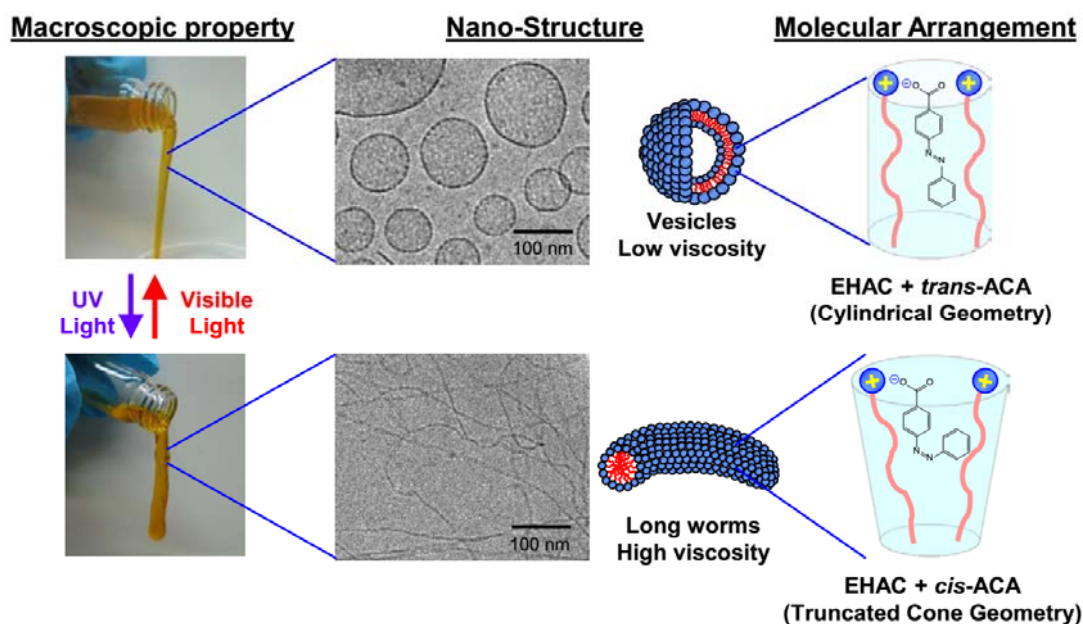 Macroscopic property
Nano-Structure
Molecular Arrangement
100 nm
Vesicles
Low viscosity
+
⊖O
O
+
N
N
EHAC + trans-ACA
(Cylindrical Geometry)
UV
Light
Visible
Light
100 nm
Long worms
High viscosity
+
⊖O
O
+
N
N
EHAC + cis-ACA
(Truncated Cone Geometry)